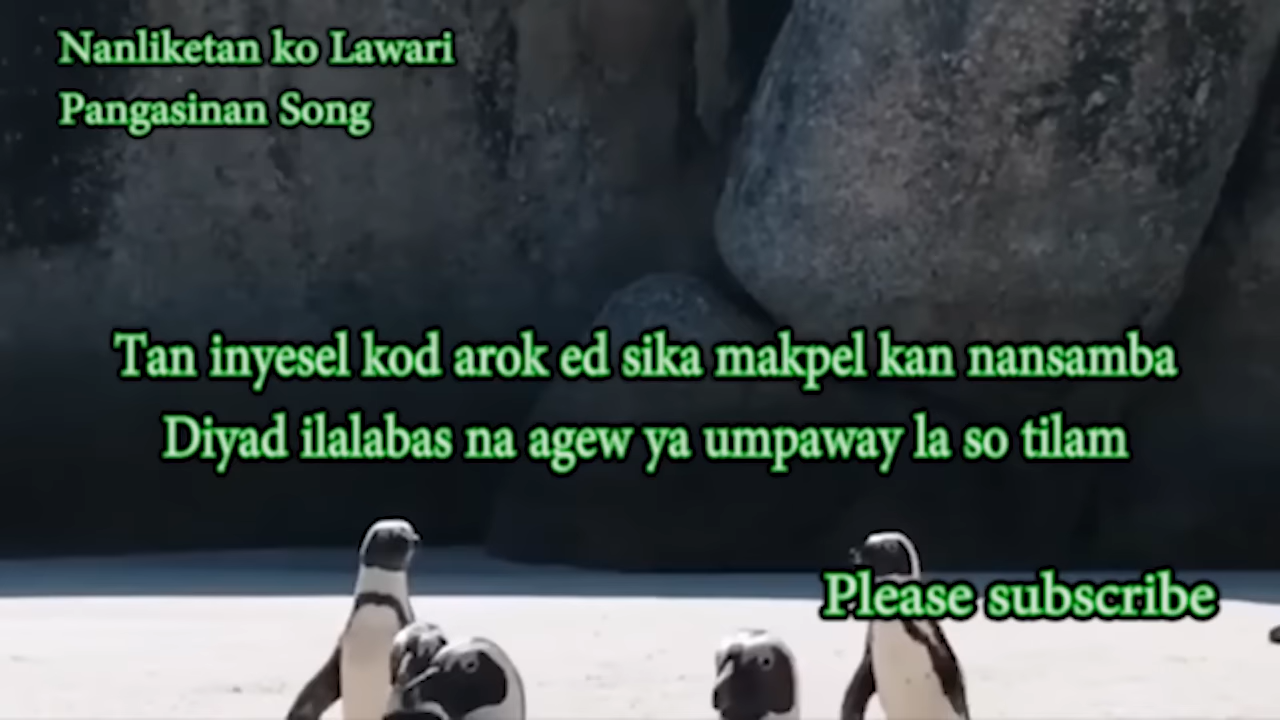 Nanliketan ko Lawari
Pangasinan Song
Tan inyesel kod arok ed sika makpel kan nansamba
Diyad ilalabas na agew ya umpaway la so tilam
Please subscribe